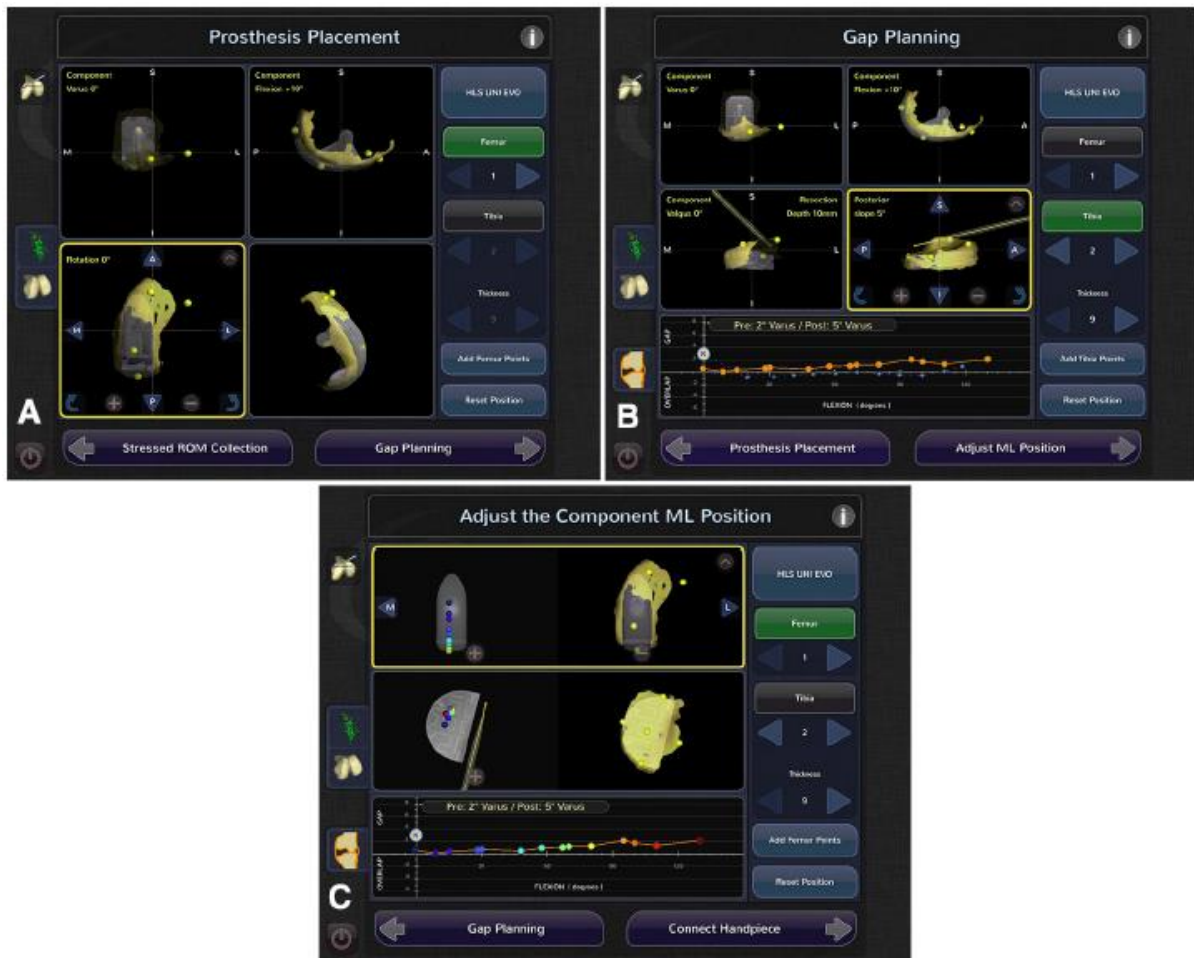 Prosthesis Placement
i
Component
Varus 0°
S
M
L
I
Component
Flexion +10°
S
P
A
I
HLS UNI EVO
Femur
1
Tibia
2
Thickness
9
Rotation 0°
A
M
L
P
Add Femur Points
Reset Position
A
Stressed ROM Collection
Gap Planning
Gap Planning
i
Component
Varus 0°
S
M
L
I
Component
Flexion +10°
S
P
A
I
HLS UNI EVO
Femur
1
Component
Valgus 0°
S
Resection
Depth 10mm
M
L
I
Posterior
slope 5°
S
P
A
I
Tibia
2
Thickness
9
Pre: 2° Varus / Post: 5° Varus
GAP
OVERLAP
FLEXION (degrees)
Add Tibia Points
Reset Position
B
Prosthesis Placement
Adjust ML Position
Adjust the Component ML Position
i
M
L
HLS UNI EVO
Femur
1
Tibia
2
Thickness
9
Pre: 2° Varus / Post: 5° Varus
GAP
OVERLAP
FLEXION (degrees)
Add Femur Points
Reset Position
C
Gap Planning
Connect Handpiece